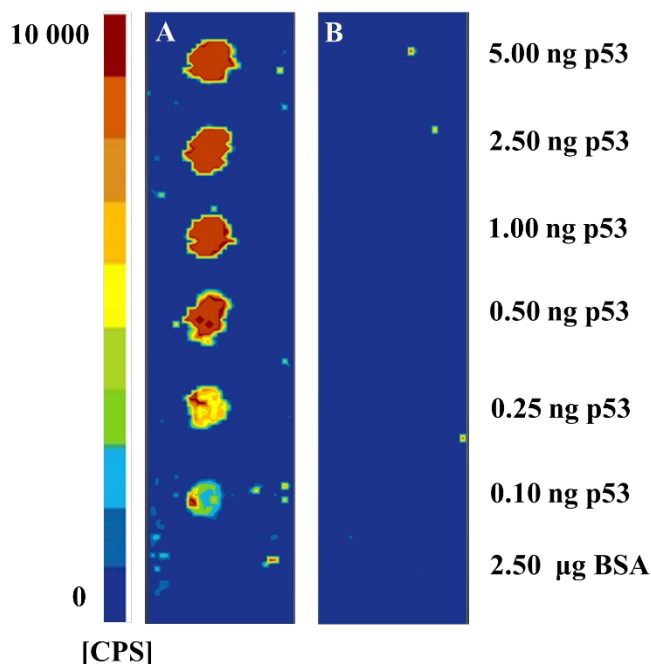 10 000
A
B
5.00 ng p53
2.50 ng p53
1.00 ng p53
0.50 ng p53
0.25 ng p53
0.10 ng p53
2.50 µg BSA
0
[CPS]